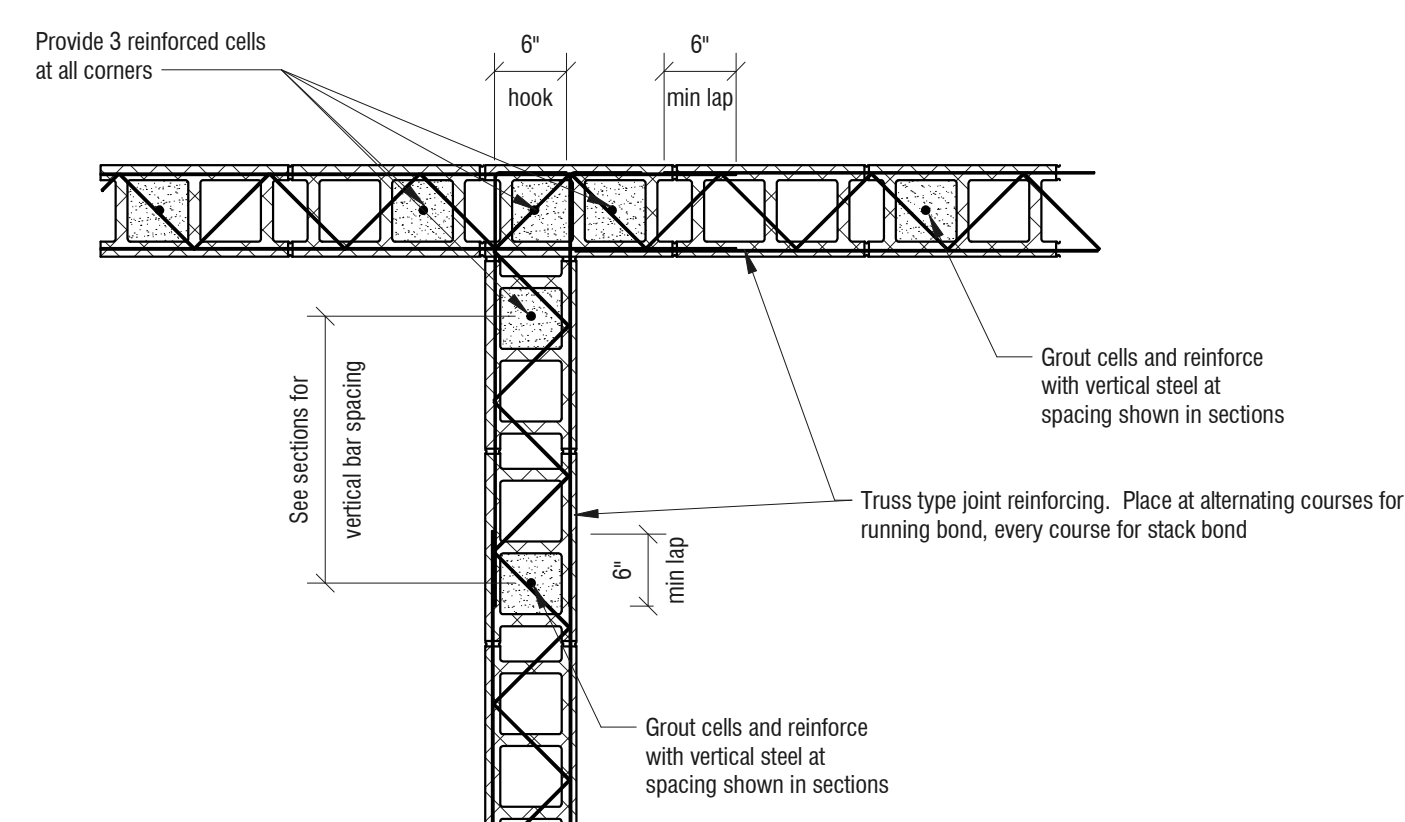 Provide 3 reinforced cells
at all corners
6"
hook
6"
min lap
See sections for
vertical bar spacing
Grout cells and reinforce
with vertical steel at
spacing shown in sections
Truss type joint reinforcing.  Place at alternating courses for
running bond, every course for stack bond
6"
min lap
Grout cells and reinforce
with vertical steel at
spacing shown in sections